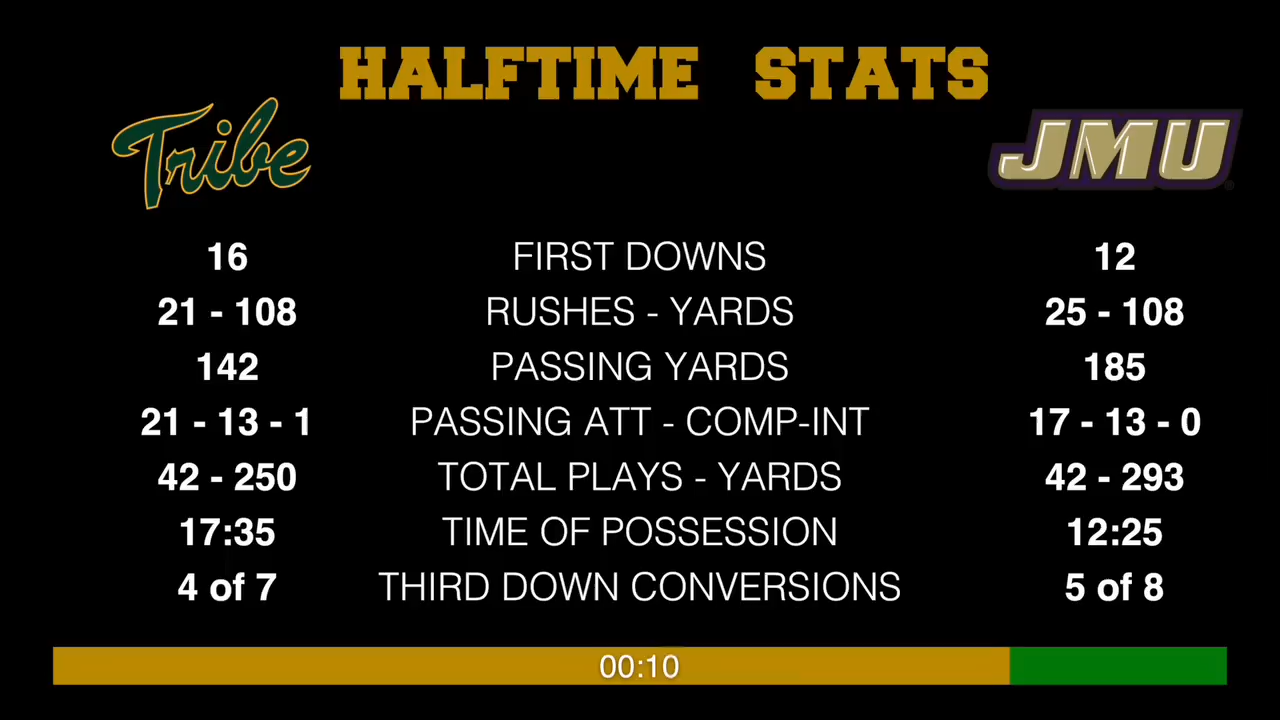 HALFTIME STATS
Tribe
JMU
16 FIRST DOWNS 12
21 - 108 RUSHES - YARDS 25 - 108
142 PASSING YARDS 185
21 - 13 - 1 PASSING ATT - COMP-INT 17 - 13 - 0
42 - 250 TOTAL PLAYS - YARDS 42 - 293
17:35 TIME OF POSSESSION 12:25
4 of 7 THIRD DOWN CONVERSIONS 5 of 8
00:10